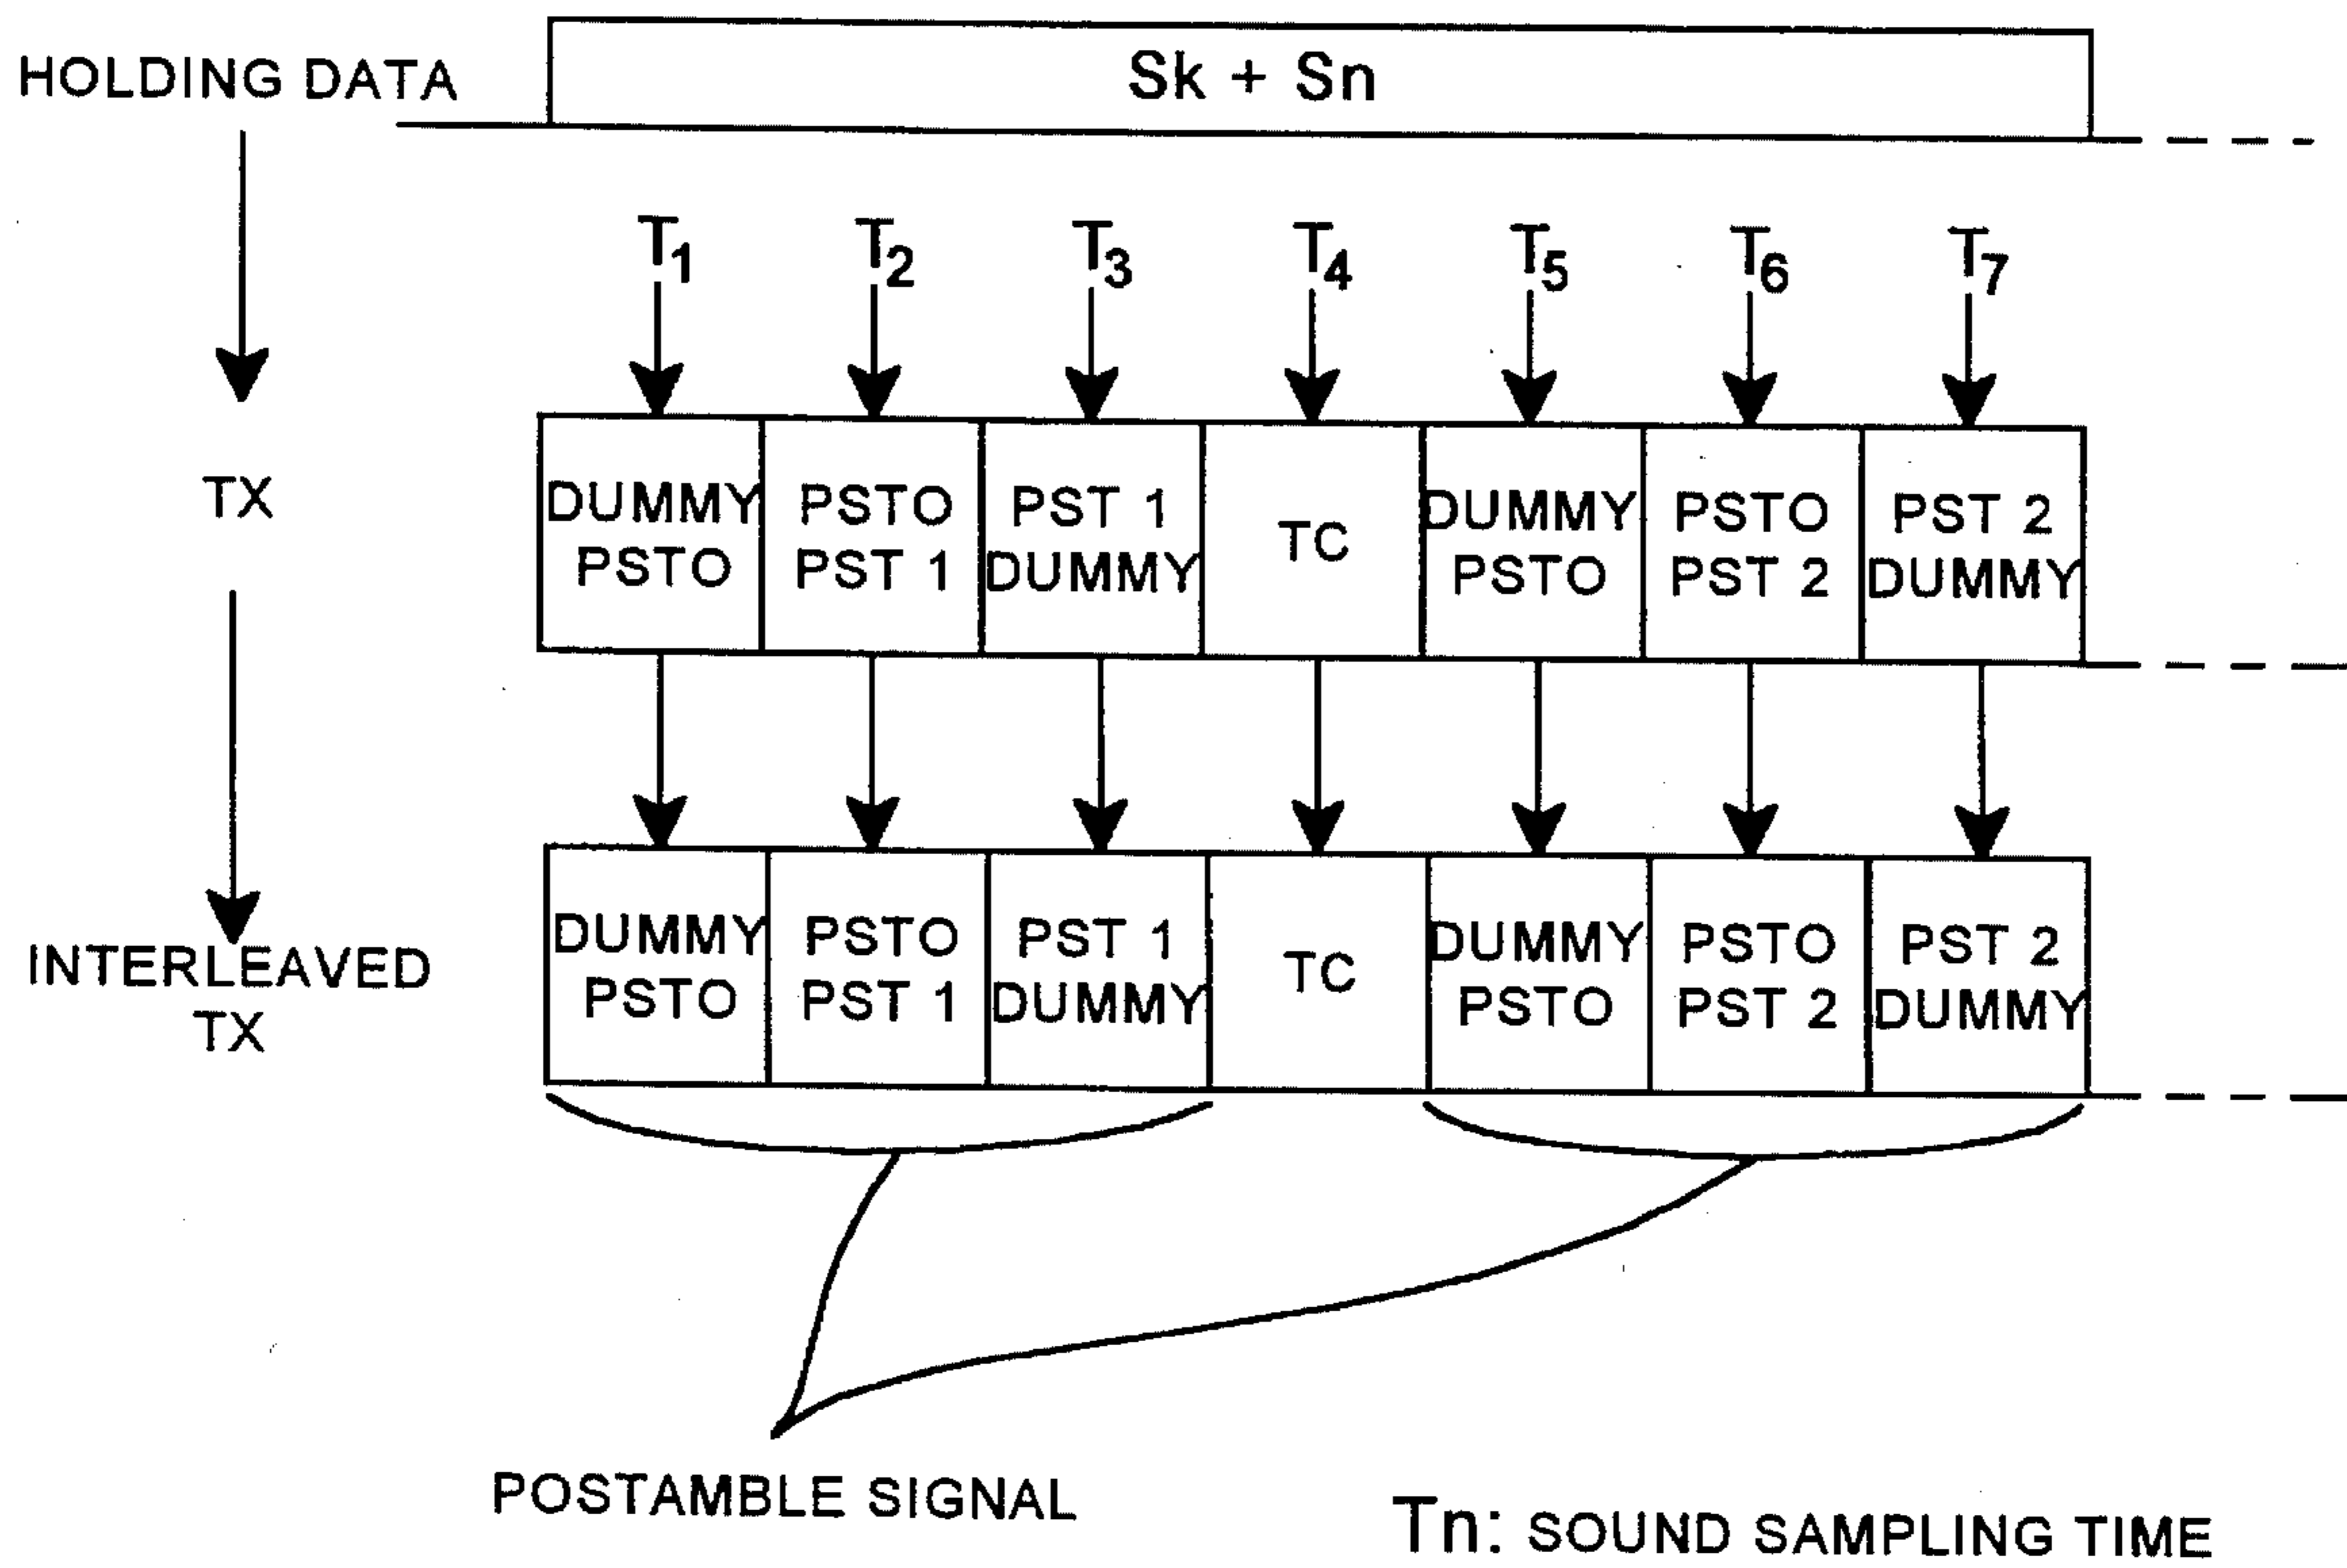 HOLDING DATA
Sk + Sn
T1 T2 T3 T4 T5 T6 T7
TX
DUMMY PSTO PST 1 TC DUMMY PSTO PST 2
PSTO PST 1 DUMMY PSTO PST 2 DUMMY
INTERLEAVED
TX
DUMMY PSTO PST 1 TC DUMMY PSTO PST 2
PSTO PST 1 DUMMY PSTO PST 2 DUMMY
POSTAMBLE SIGNAL
Tn: SOUND SAMPLING TIME